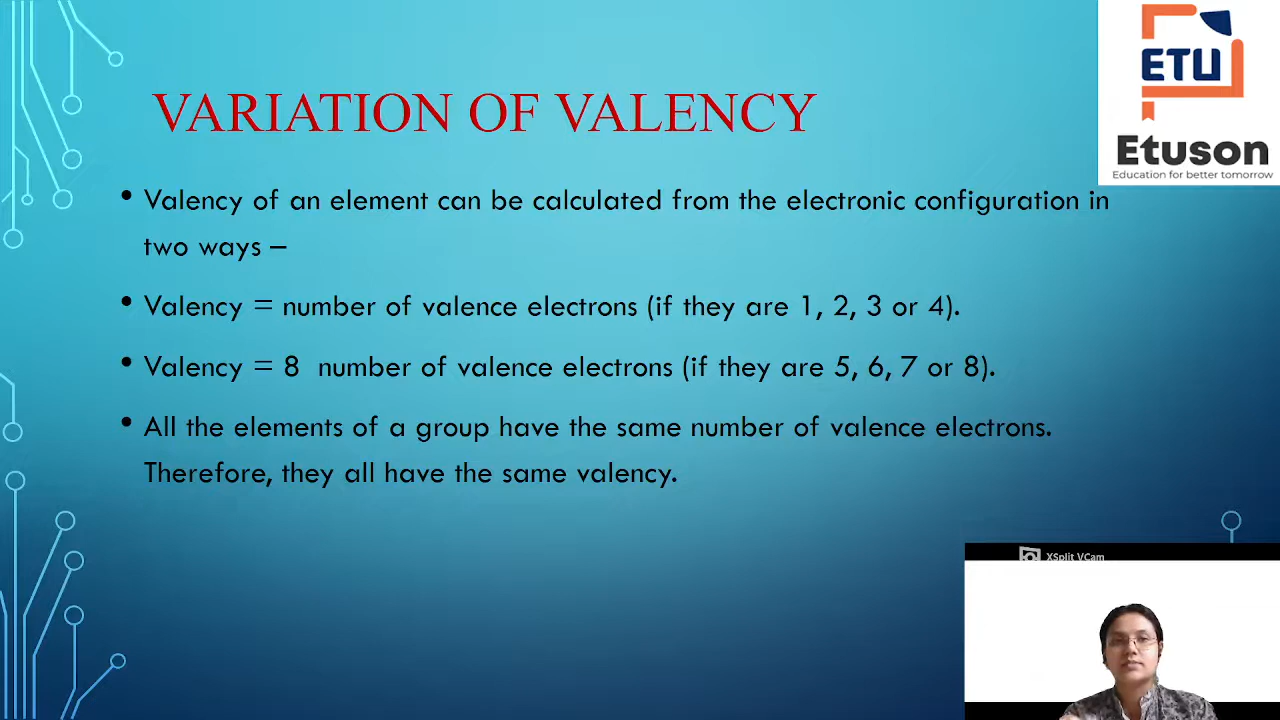 ETU
Etuson
Education for better tomorrow
VARIATION OF VALENCY
• Valency of an element can be calculated from the electronic configuration in
two ways –
• Valency = number of valence electrons (if they are 1, 2, 3 or 4).
• Valency = 8 number of valence electrons (if they are 5, 6, 7 or 8).
• All the elements of a group have the same number of valence electrons.
Therefore, they all have the same valency.
XSplit VCam